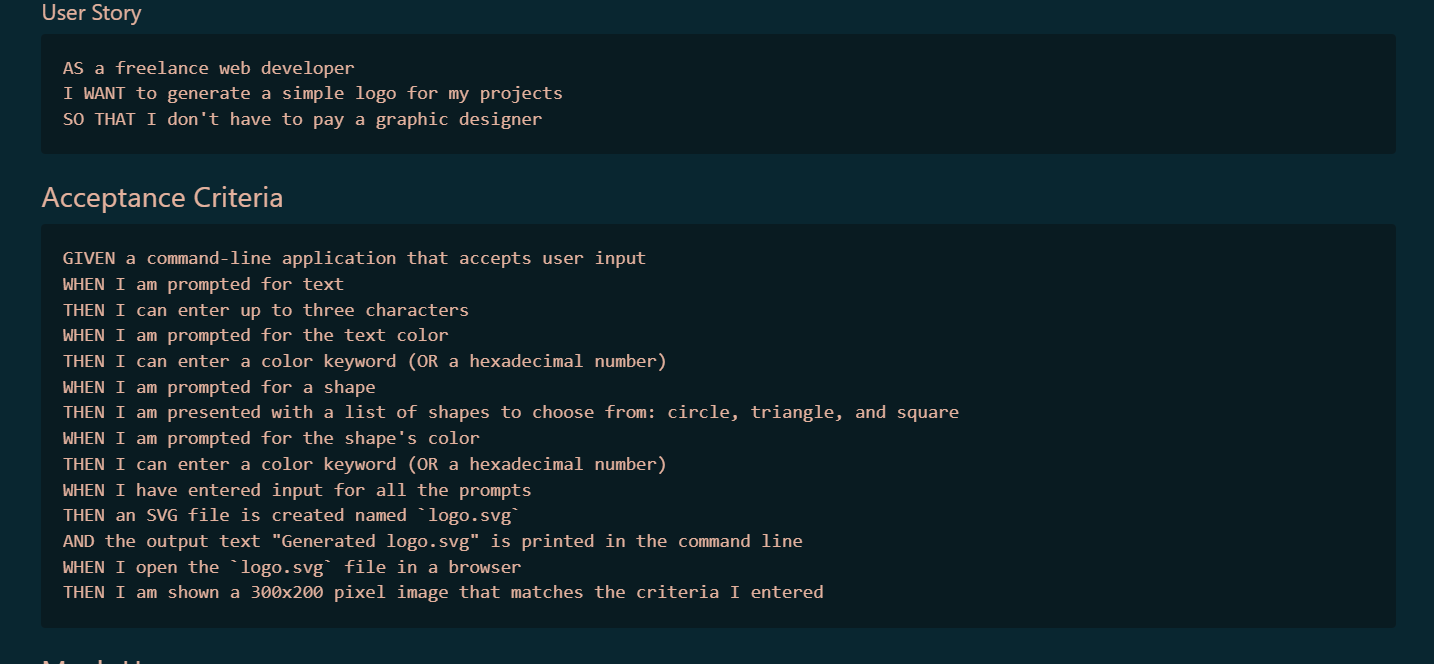 User Story
AS a freelance web developer
I WANT to generate a simple logo for my projects
SO THAT I don't have to pay a graphic designer
Acceptance Criteria
GIVEN a command-line application that accepts user input
WHEN I am prompted for text
THEN I can enter up to three characters
WHEN I am prompted for the text color
THEN I can enter a color keyword (OR a hexadecimal number)
WHEN I am prompted for a shape
THEN I am presented with a list of shapes to choose from: circle, triangle, and square
WHEN I am prompted for the shape's color
THEN I can enter a color keyword (OR a hexadecimal number)
WHEN I have entered input for all the prompts
THEN an SVG file is created named `logo.svg`
AND the output text "Generated logo.svg" is printed in the command line
WHEN I open the `logo.svg` file in a browser
THEN I am shown a 300x200 pixel image that matches the criteria I entered